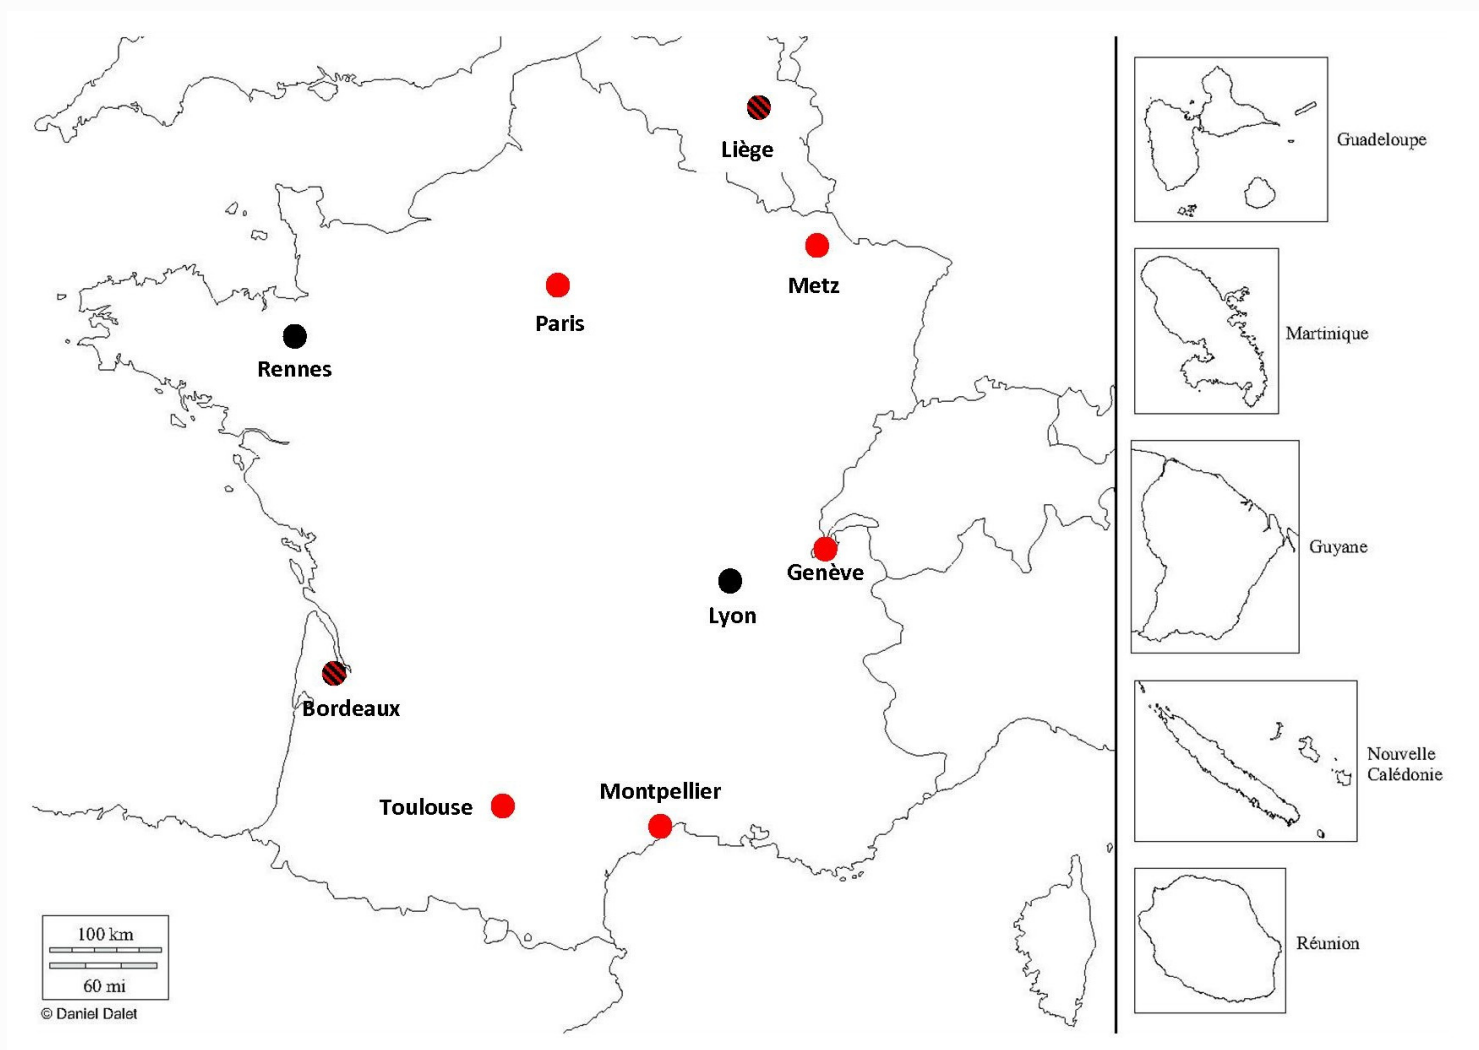 Liège
Metz
Paris
Rennes
Genève
Lyon
Bordeaux
Montpellier
Toulouse
100 km
60 mi
© Daniel Dalet
Guadeloupe
Martinique
Guyane
Nouvelle
Calédonie
Réunion